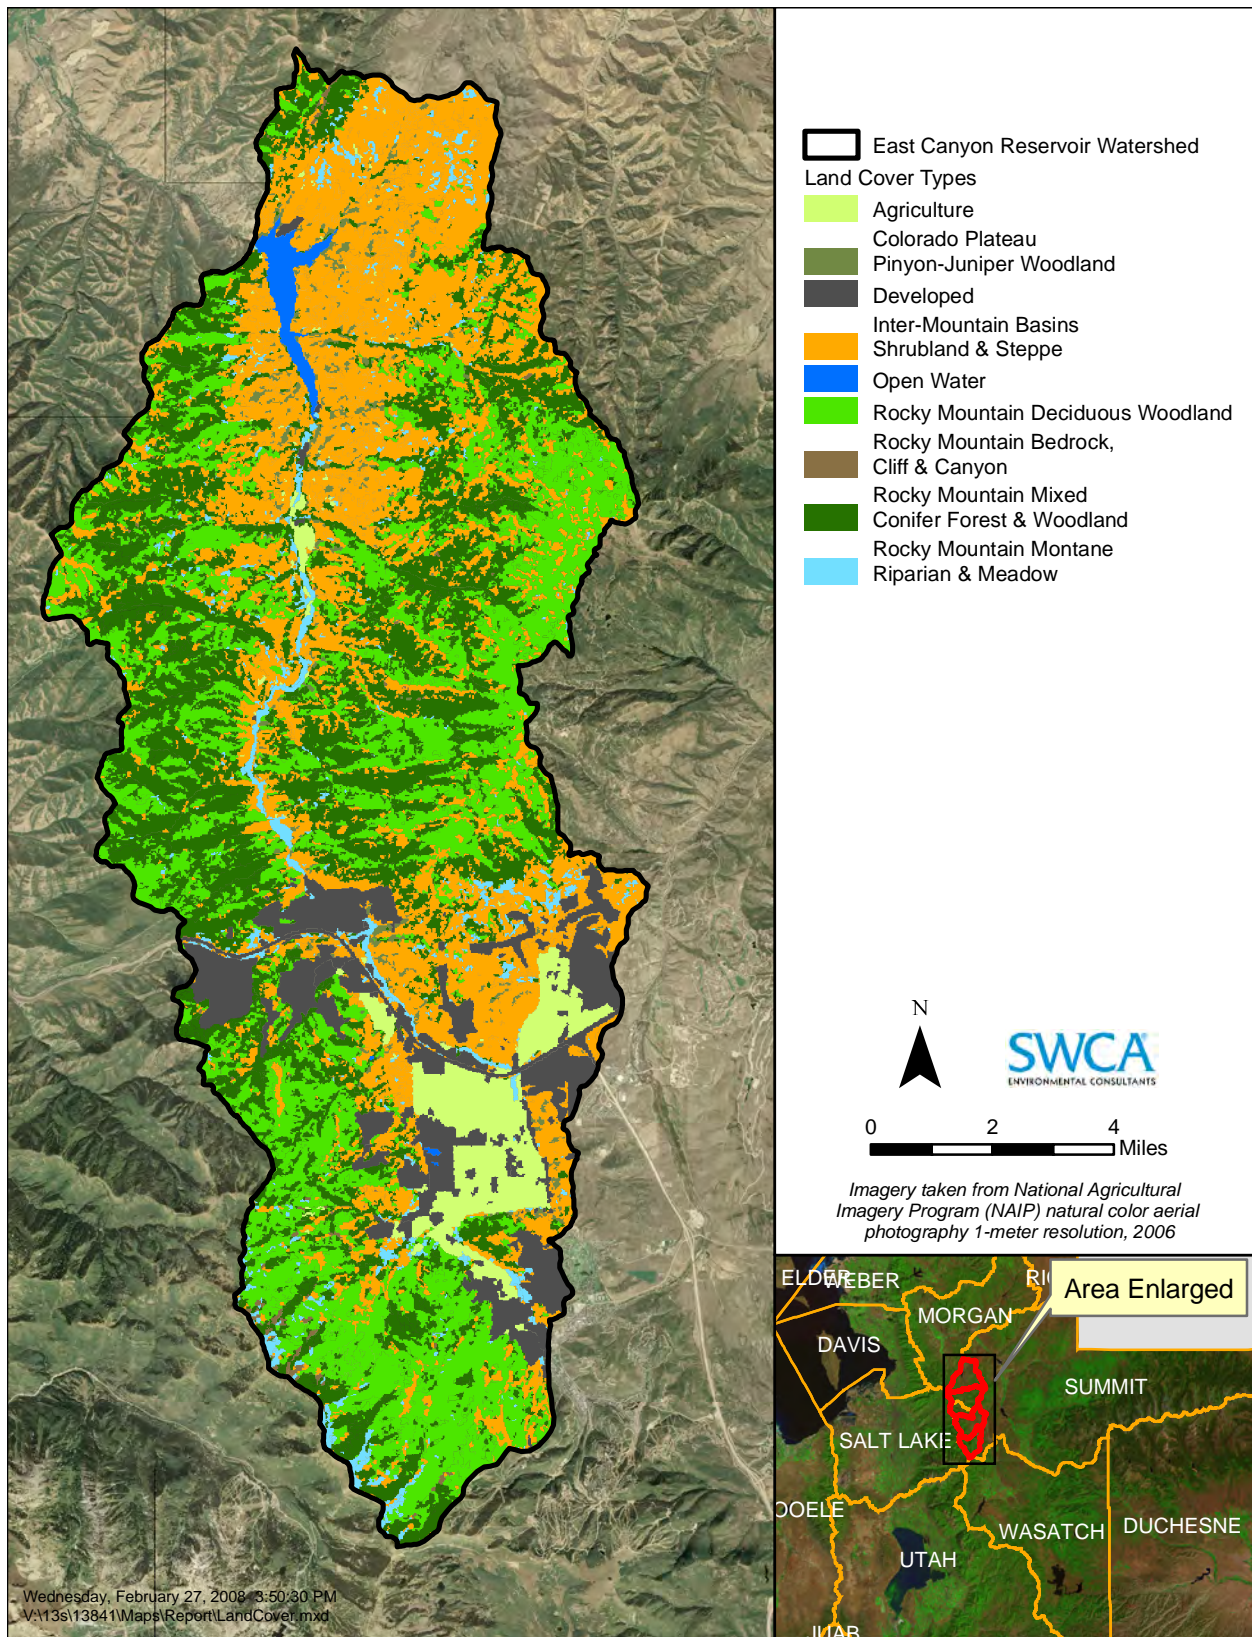 East Canyon Reservoir Watershed
Land Cover Types
Agriculture
Colorado Plateau
Pinyon-Juniper Woodland
Developed
Inter-Mountain Basins
Shrubland & Steppe
Open Water
Rocky Mountain Deciduous Woodland
Rocky Mountain Bedrock,
Cliff & Canyon
Rocky Mountain Mixed
Conifer Forest & Woodland
Rocky Mountain Montane
Riparian & Meadow
N
SWCA
ENVIRONMENTAL CONSULTANTS
0 2 4
Miles
Imagery taken from National Agricultural
Imagery Program (NAIP) natural color aerial
photography 1-meter resolution, 2006
ELDER
WEBER
RIC
Area Enlarged
MORGAN
DAVIS
SUMMIT
SALT LAKE
OOELE
WASATCH
DUCHESNE
UTAH
JUAB
Wednesday, February 27, 2008 3:50:30 PM
V:\13s\13841\Maps\Report\LandCover.mxd